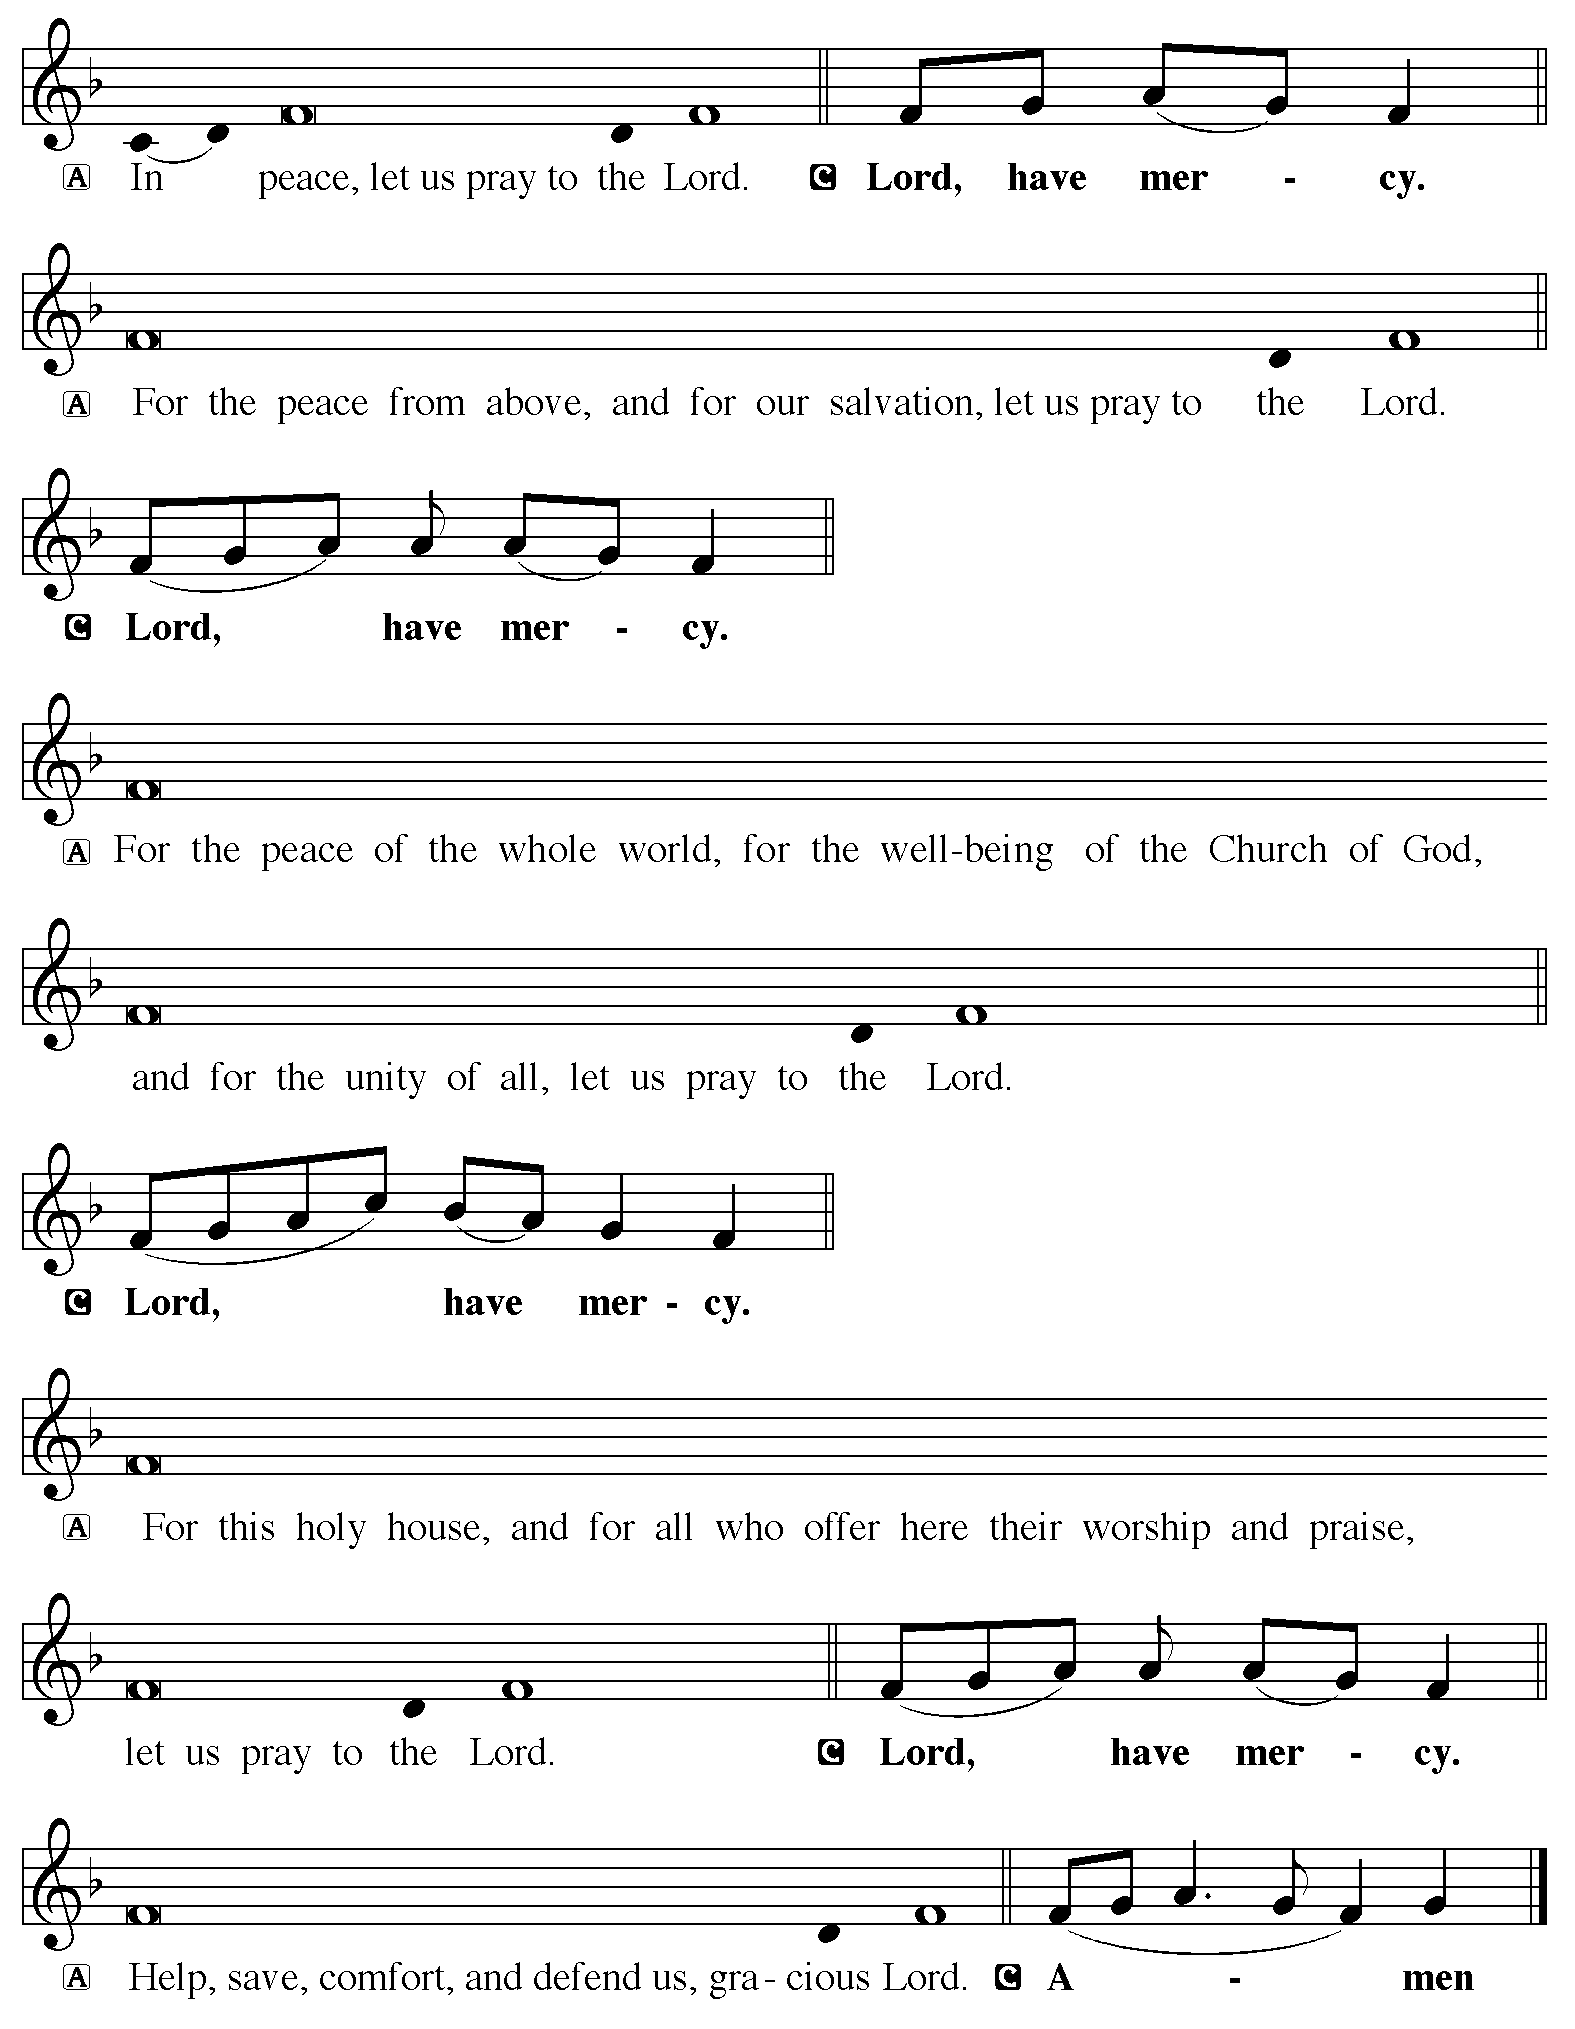 A In peace, let us pray to the Lord. C Lord, have mer - cy.
A For the peace from above, and for our salvation, let us pray to the Lord.
C Lord, have mer - cy.
A For the peace of the whole world, for the well-being of the Church of God,
and for the unity of all, let us pray to the Lord.
C Lord, have mer - cy.
A For this holy house, and for all who offer here their worship and praise,
let us pray to the Lord. C Lord, have mer - cy.
A Help, save, comfort, and defend us, gra - cious Lord. C A - men